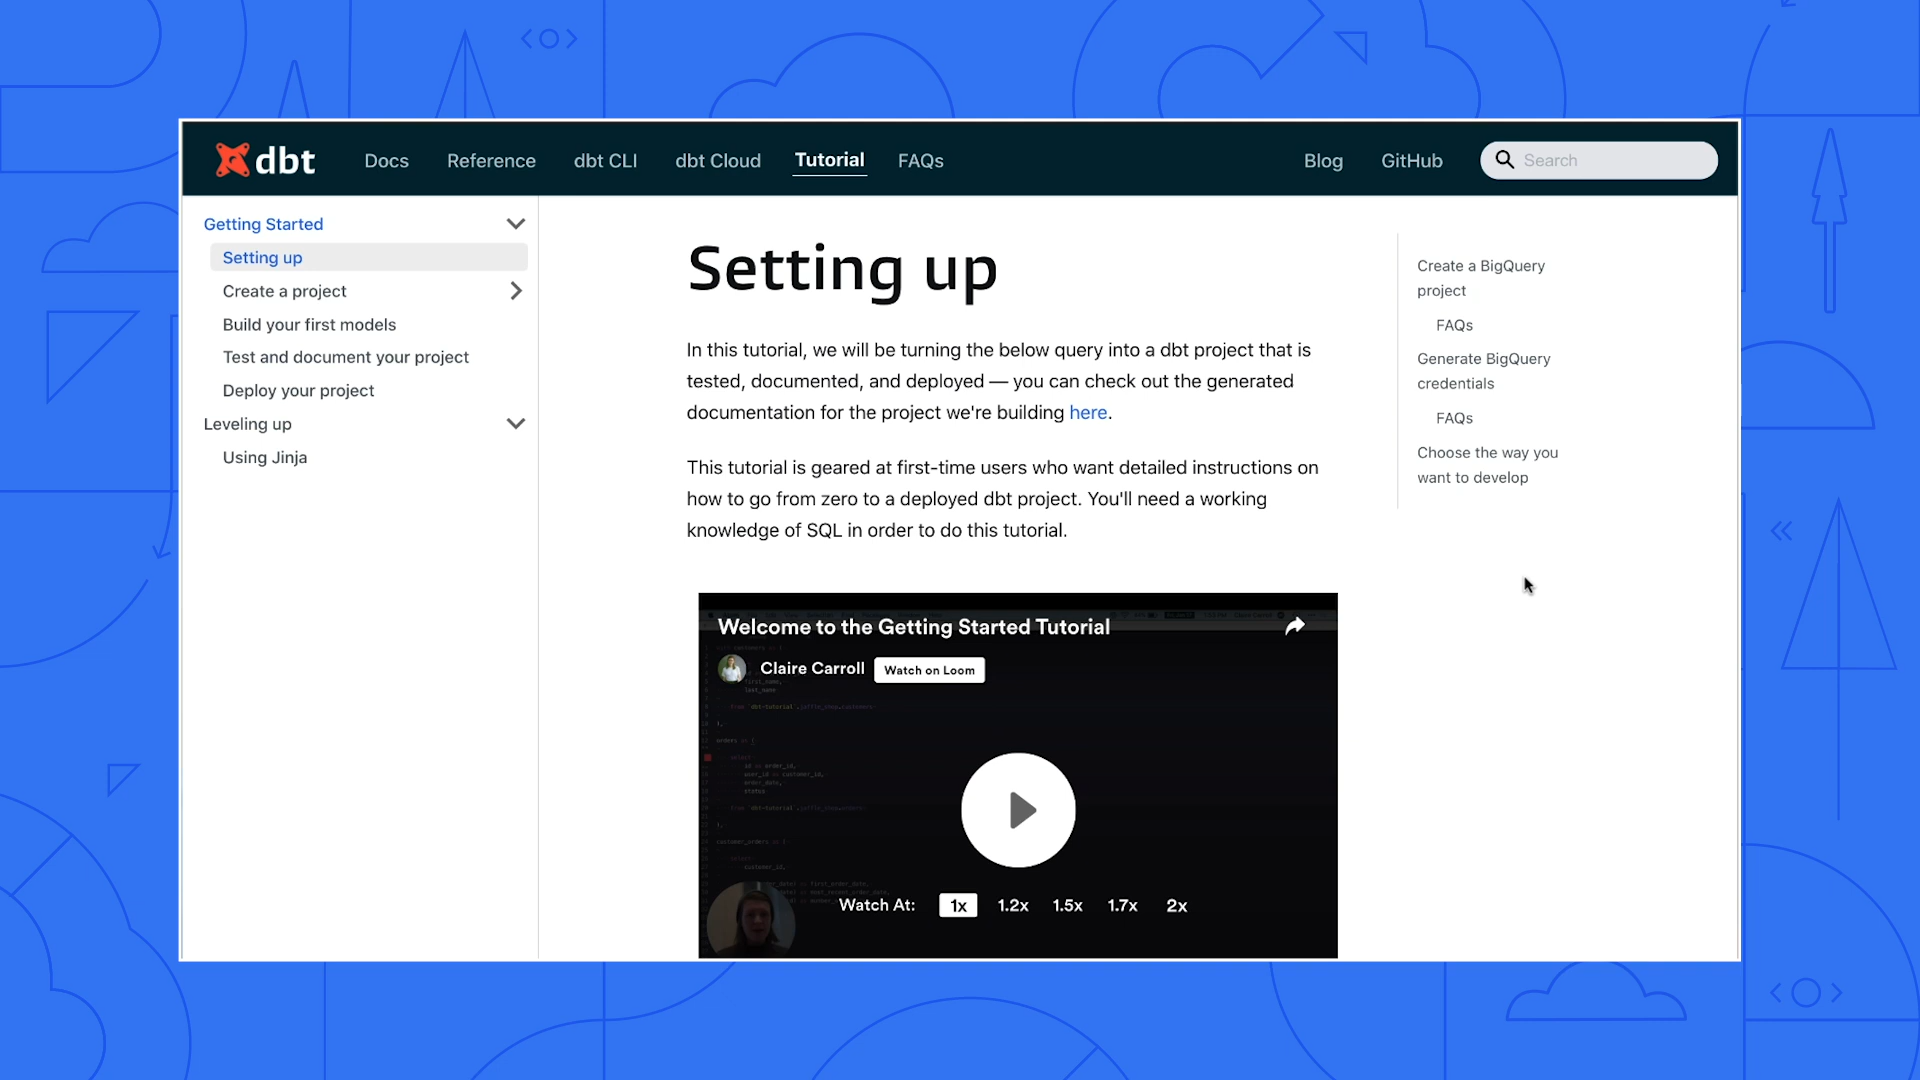 dbt
Docs
Reference
dbt CLI
dbt Cloud
Tutorial
FAQs
Blog
GitHub
Search
Getting Started
Setting up
Create a project
Build your first models
Test and document your project
Deploy your project
Leveling up
Using Jinja
Setting up
In this tutorial, we will be turning the below query into a dbt project that is
tested, documented, and deployed — you can check out the generated
documentation for the project we're building here.
This tutorial is geared at first-time users who want detailed instructions on
how to go from zero to a deployed dbt project. You'll need a working
knowledge of SQL in order to do this tutorial.
Welcome to the Getting Started Tutorial
Claire Carroll
Watch on Loom
Watch At:
1x
1.2x
1.5x
1.7x
2x
Create a BigQuery
project
FAQs
Generate BigQuery
credentials
FAQs
Choose the way you
want to develop